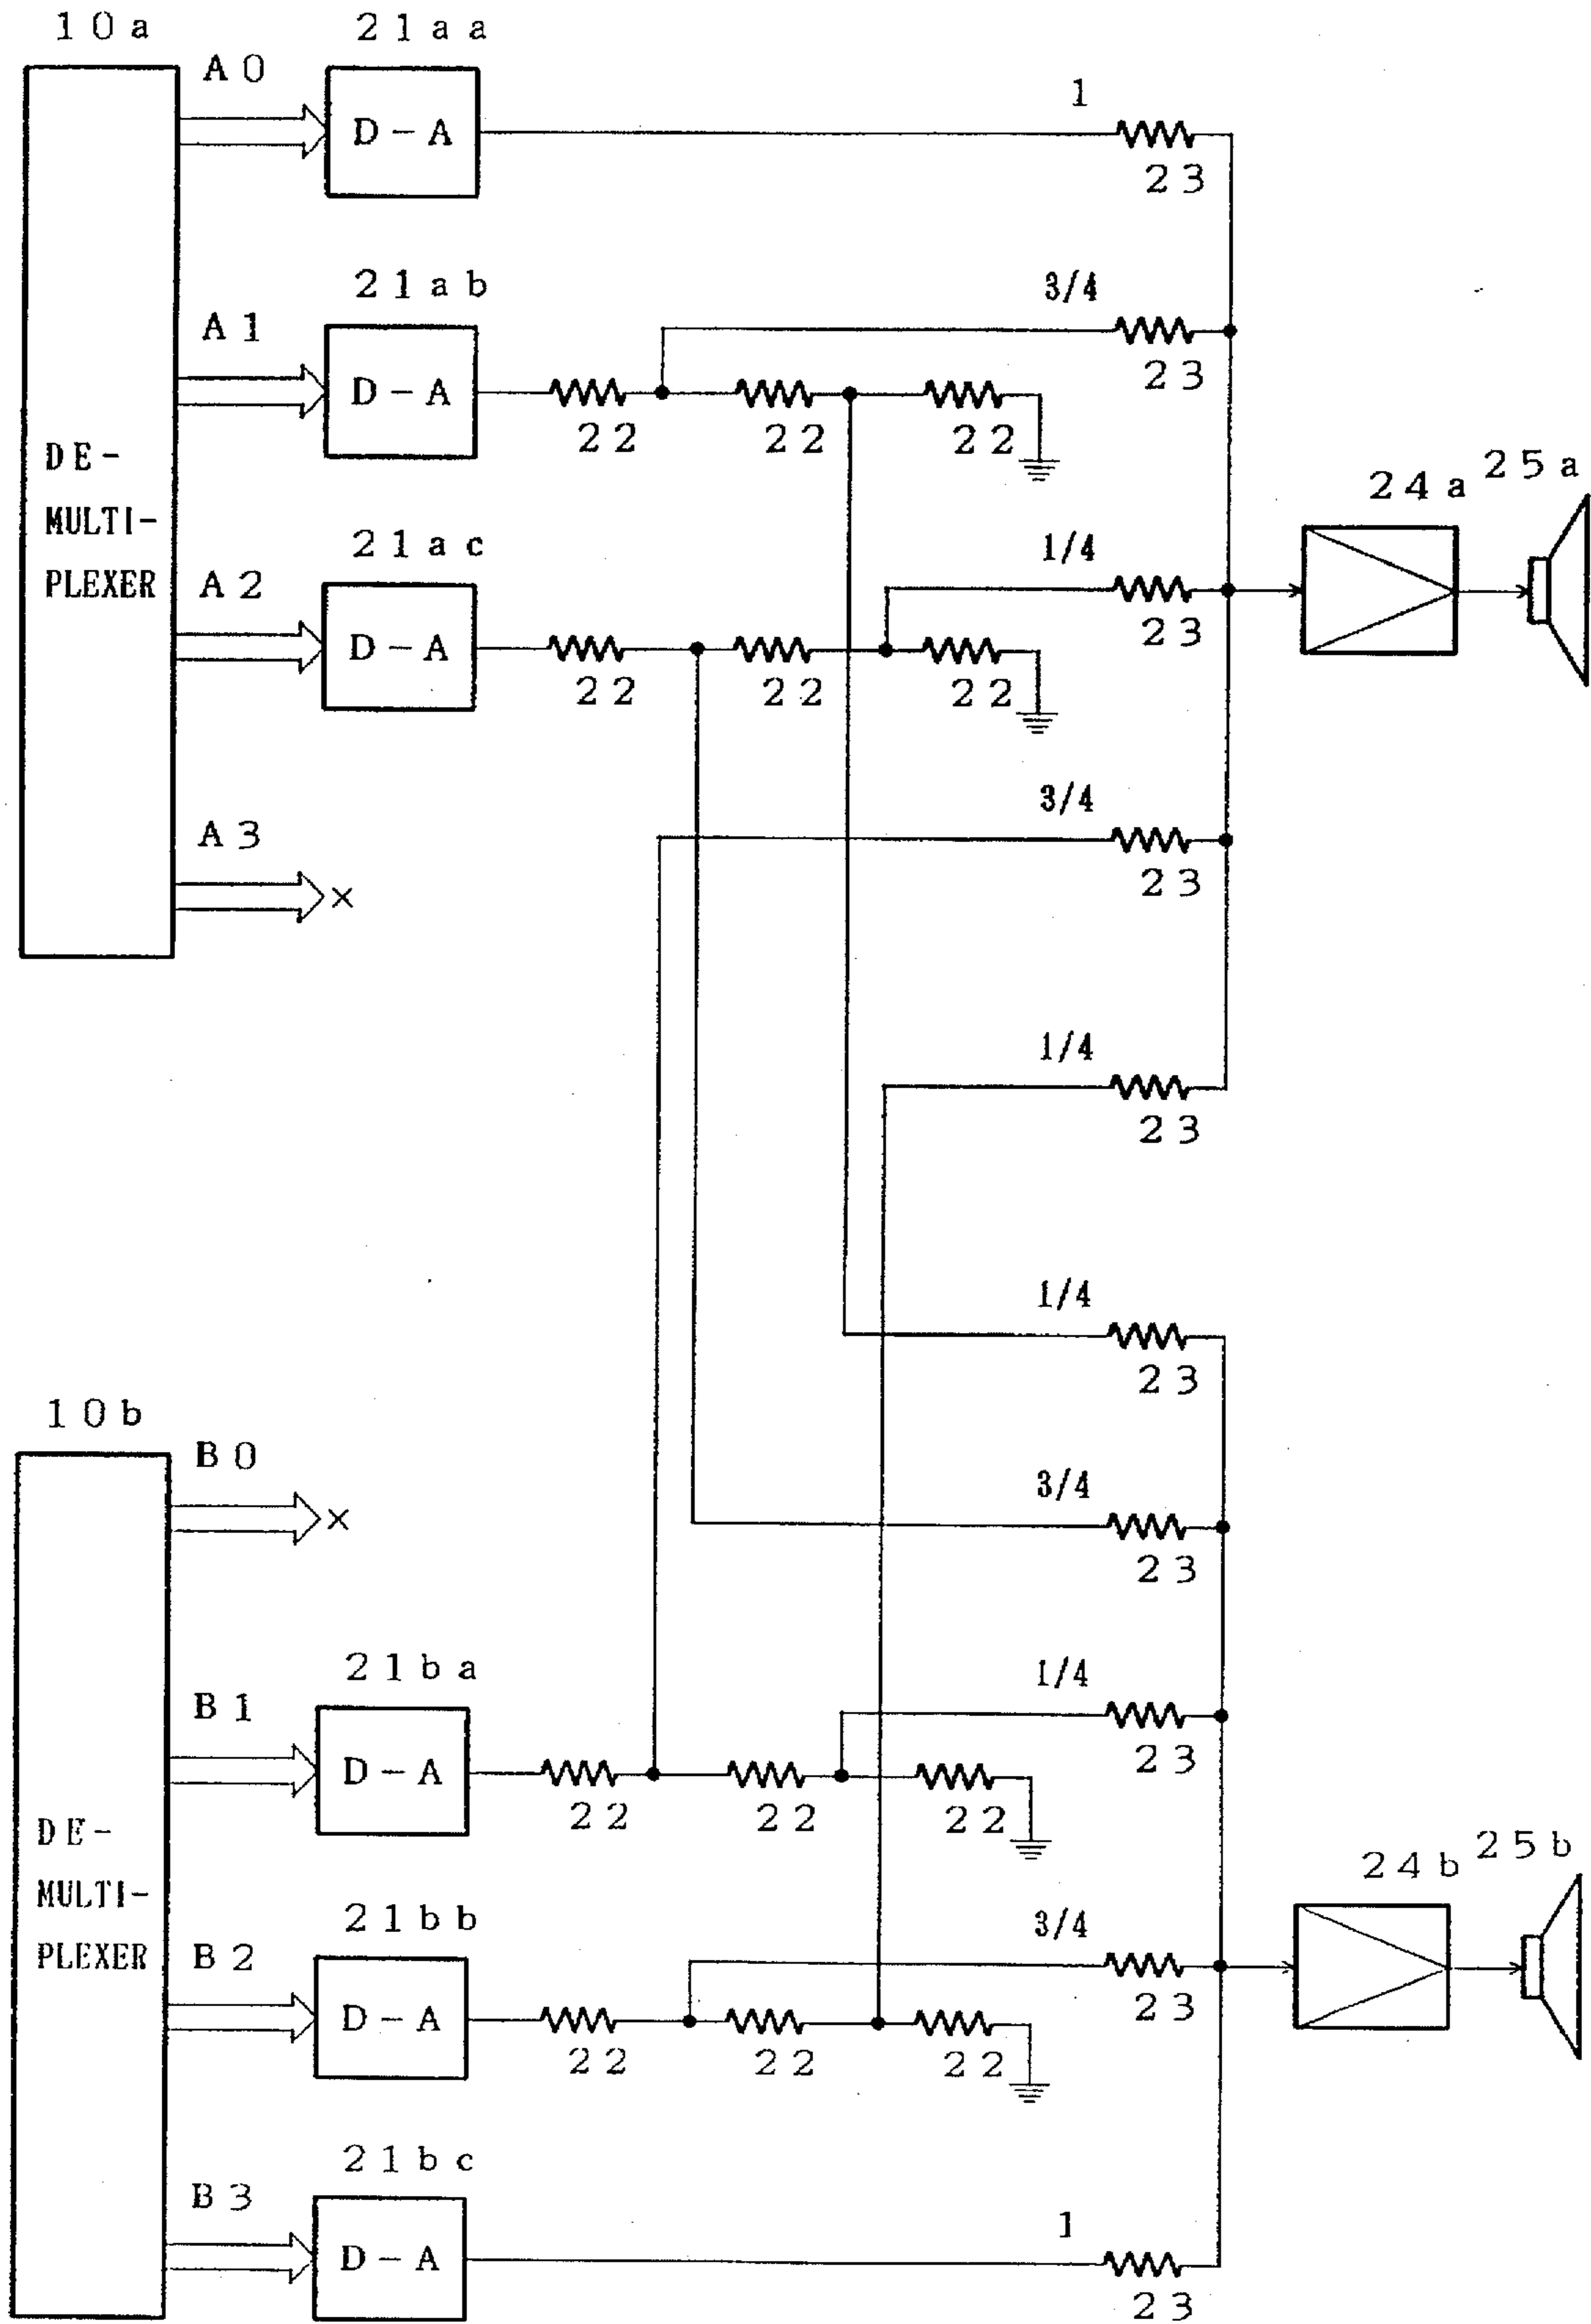 10a
21aa
A0
D-A
1
23
21ab
3/4
A1
D-A
23
22
22
22
DE-
MULTI-
PLEXER
25a
24a
21ac
1/4
A2
D-A
23
22
22
22
3/4
A3
×
23
1/4
23
1/4
23
10b
B0
×
3/4
23
21ba
1/4
B1
D-A
23
22
22
22
DE-
MULTI-
PLEXER
25b
24b
21bb
3/4
B2
D-A
23
22
22
22
21bc
B3
D-A
1
23